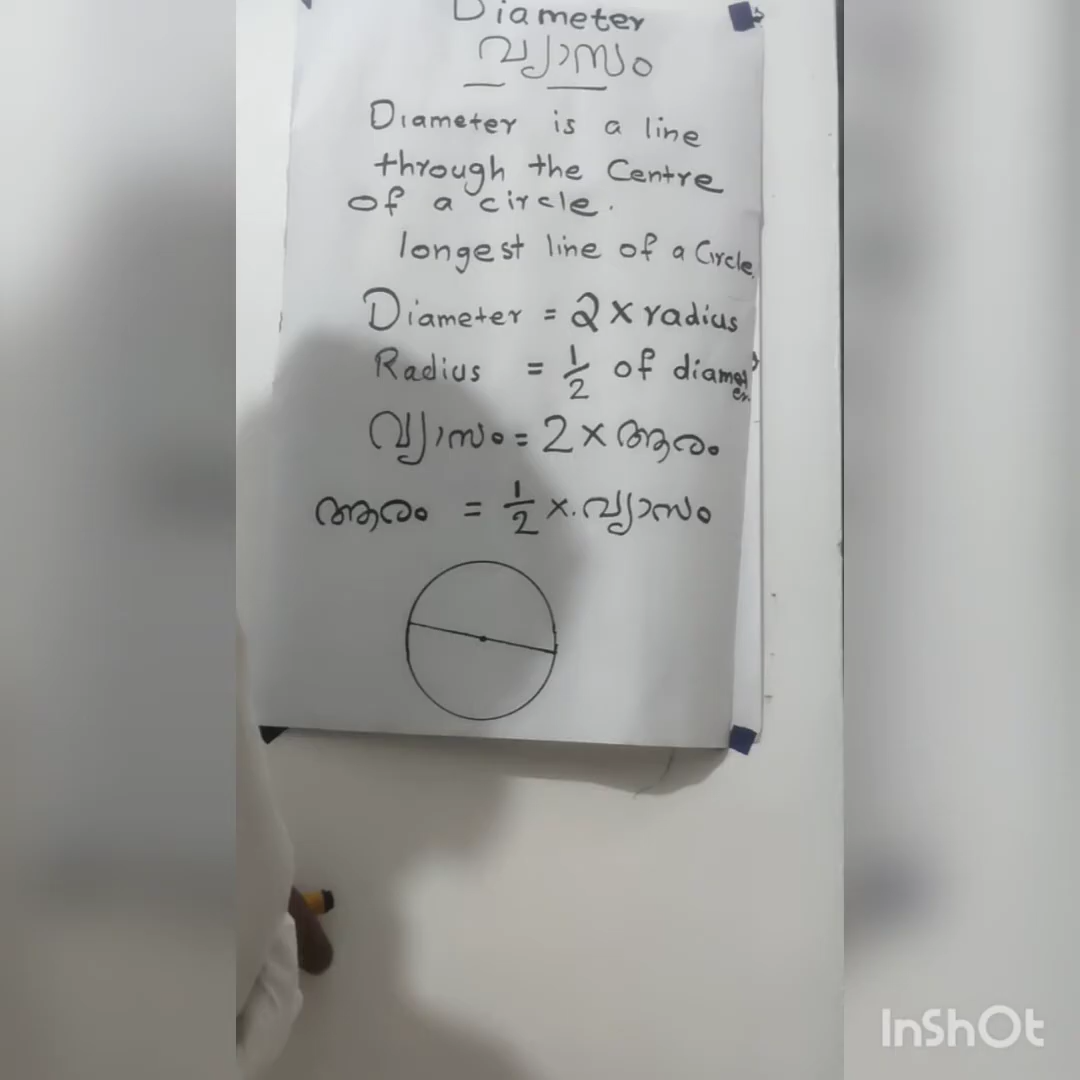 Diameter
വ്യാസം
Diameter is a line
through the Centre
of a circle.
longest line of a Circle.
Diameter = 2 × radius
Radius = 1/2 of diameter.
വ്യാസം = 2 × ആരം
ആരം = 1/2 ×. വ്യാസം
InShOt